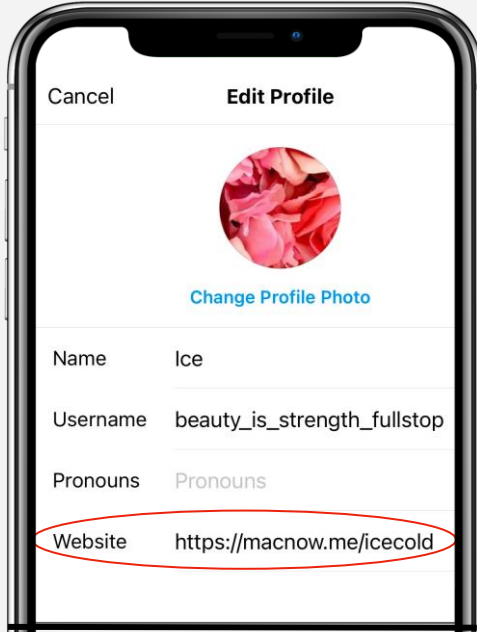 Cancel Edit Profile
Change Profile Photo
Name Ice
Username beauty_is_strength_fullstop
Pronouns Pronouns
Website https://macnow.me/icecold